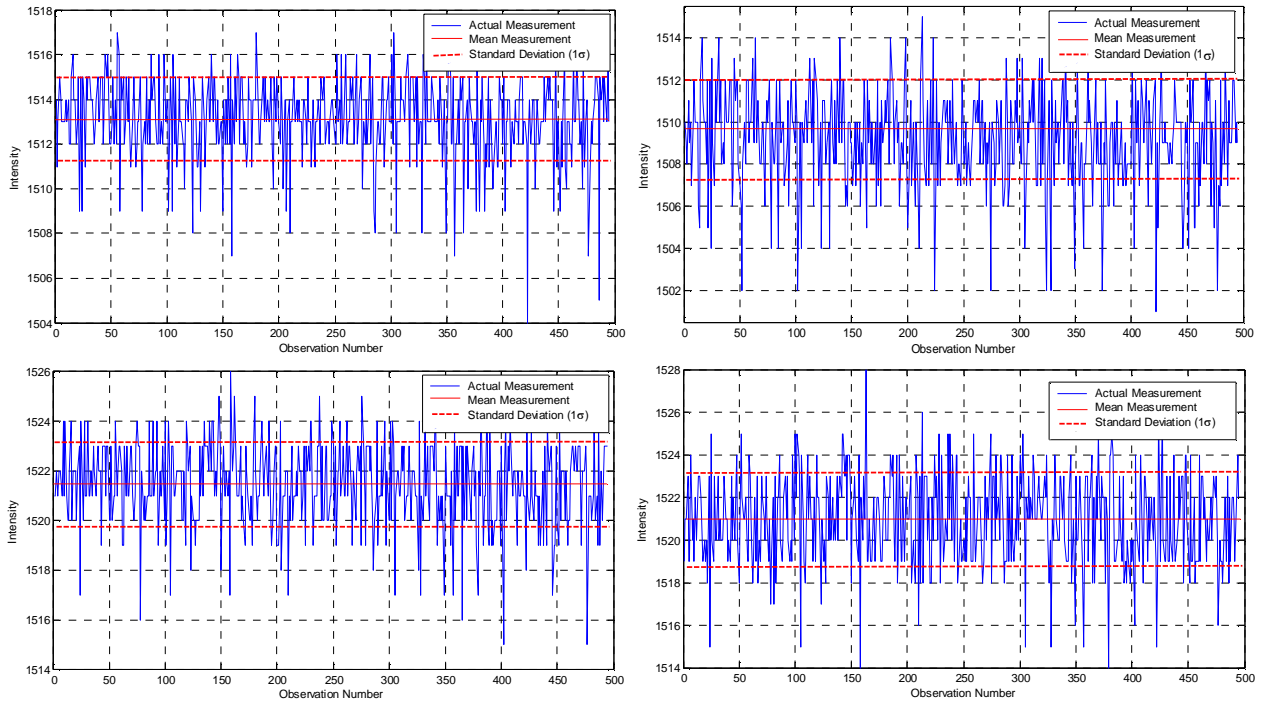 1518
1516
1514
1512
1510
1508
1506
1504
Intensity
0 50 100 150 200 250 300 350 400 450 500
Observation Number
Actual Measurement
Mean Measurement
Standard Deviation (1σ)
1514
1512
1510
1508
1506
1504
1502
Intensity
0 50 100 150 200 250 300 350 400 450 500
Observation Number
Actual Measurement
Mean Measurement
Standard Deviation (1σ)
1526
1524
1522
1520
1518
1516
1514
Intensity
0 50 100 150 200 250 300 350 400 450 500
Observation Number
Actual Measurement
Mean Measurement
Standard Deviation (1σ)
1528
1526
1524
1522
1520
1518
1516
1514
Intensity
0 50 100 150 200 250 300 350 400 450 500
Observation Number
Actual Measurement
Mean Measurement
Standard Deviation (1σ)